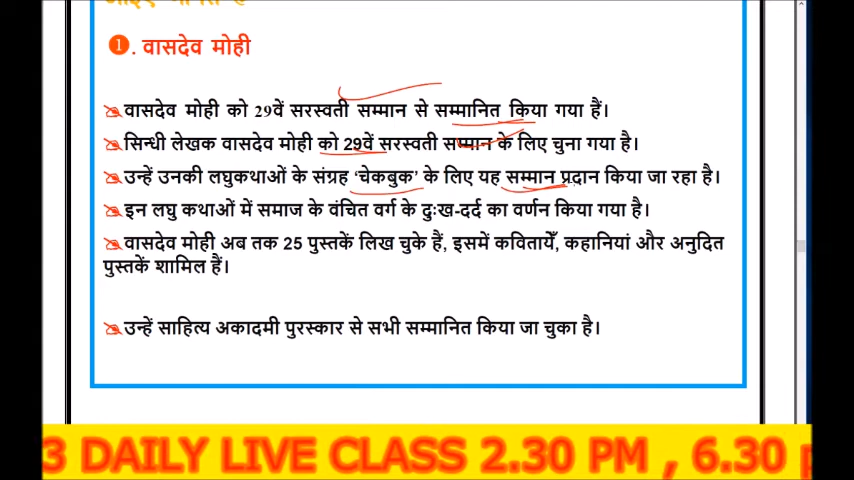 ❶. वासदेव मोही
वासदेव मोही को 29वें सरस्वती सम्मान से सम्मानित किया गया हैं।
सिन्धी लेखक वासदेव मोही को 29वें सरस्वती सम्मान के लिए चुना गया है।
उन्हें उनकी लघुकथाओं के संग्रह ‘चेकबुक’ के लिए यह सम्मान प्रदान किया जा रहा है।
इन लघु कथाओं में समाज के वंचित वर्ग के दुःख-दर्द का वर्णन किया गया है।
वासदेव मोही अब तक 25 पुस्तकें लिख चुके हैं, इसमें कवितायेँ, कहानियां और अनुदित
पुस्तकें शामिल हैं।
उन्हें साहित्य अकादमी पुरस्कार से सभी सम्मानित किया जा चुका है।
3 DAILY LIVE CLASS 2.30 PM , 6.30 p